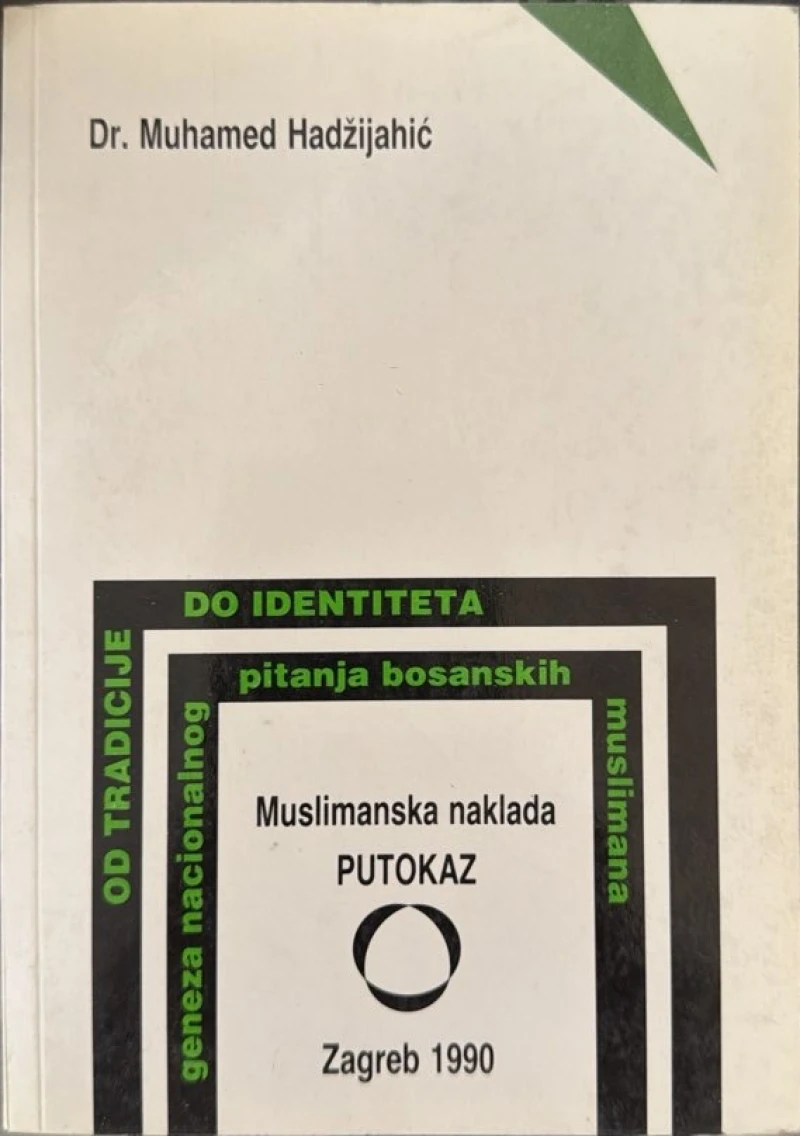 Dr. Muhamed Hadžijahić
OD TRADICIJE
DO IDENTITETA
geneza nacionalnog
pitanja bosanskih
muslimana
Muslimanska naklada
PUTOKAZ
Zagreb 1990